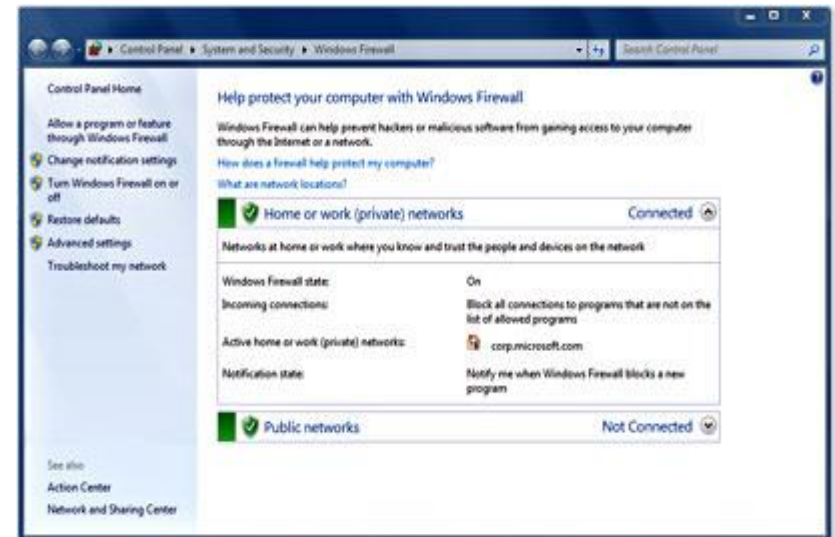 Control Panel ▸ System and Security ▸ Windows Firewall
Search Control Panel
Control Panel Home
Allow a program or feature
through Windows Firewall
Change notification settings
Turn Windows Firewall on or
off
Restore defaults
Advanced settings
Troubleshoot my network
See also
Action Center
Network and Sharing Center
Help protect your computer with Windows Firewall
Windows Firewall can help prevent hackers or malicious software from gaining access to your computer
through the Internet or a network.
How does a firewall help protect my computer?
What are network locations?
Home or work (private) networks Connected
Networks at home or work where you know and trust the people and devices on the network
Windows Firewall state: On
Incoming connections: Block all connections to programs that are not on the
list of allowed programs
Active home or work (private) networks: corp.microsoft.com
Notification state: Notify me when Windows Firewall blocks a new
program
Public networks Not Connected